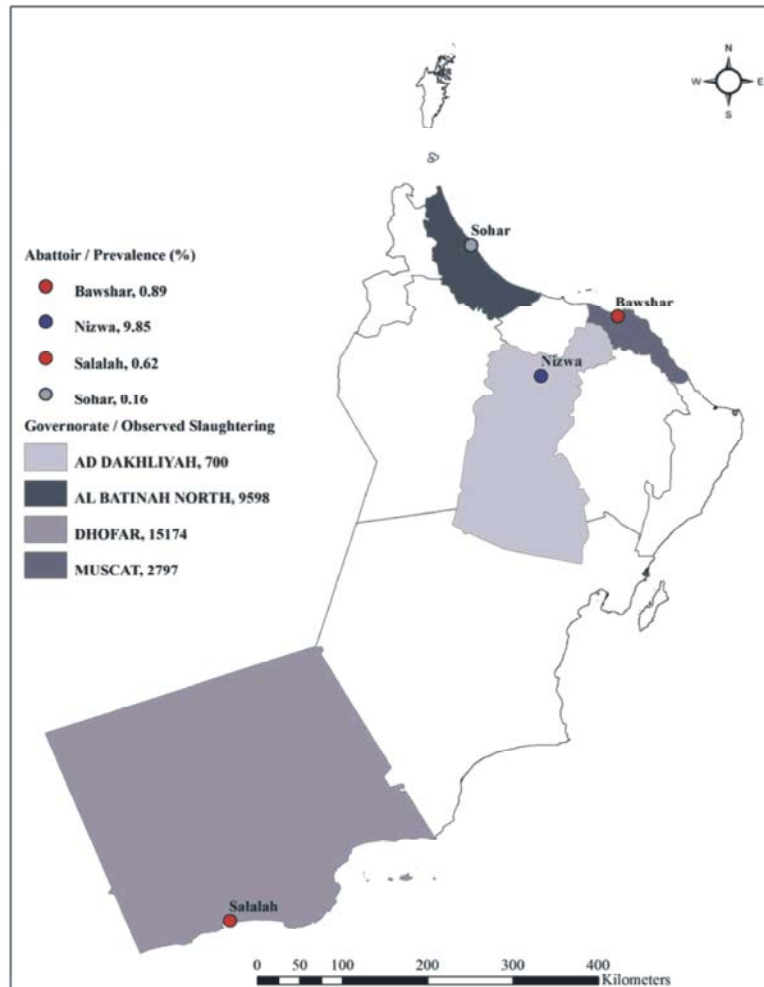 N
W E
S
Sohar
Abattoir / Prevalence (%)
Bawshar, 0.89
Nizwa, 9.85
Salalah, 0.62
Sohar, 0.16
Bawshar
Nizwa
Governorate / Observed Slaughtering
AD DAKHLIYAH, 700
AL BATINAH NORTH, 9598
DHOFAR, 15174
MUSCAT, 2797
Salalah
0 50 100 200 300 400
Kilometers